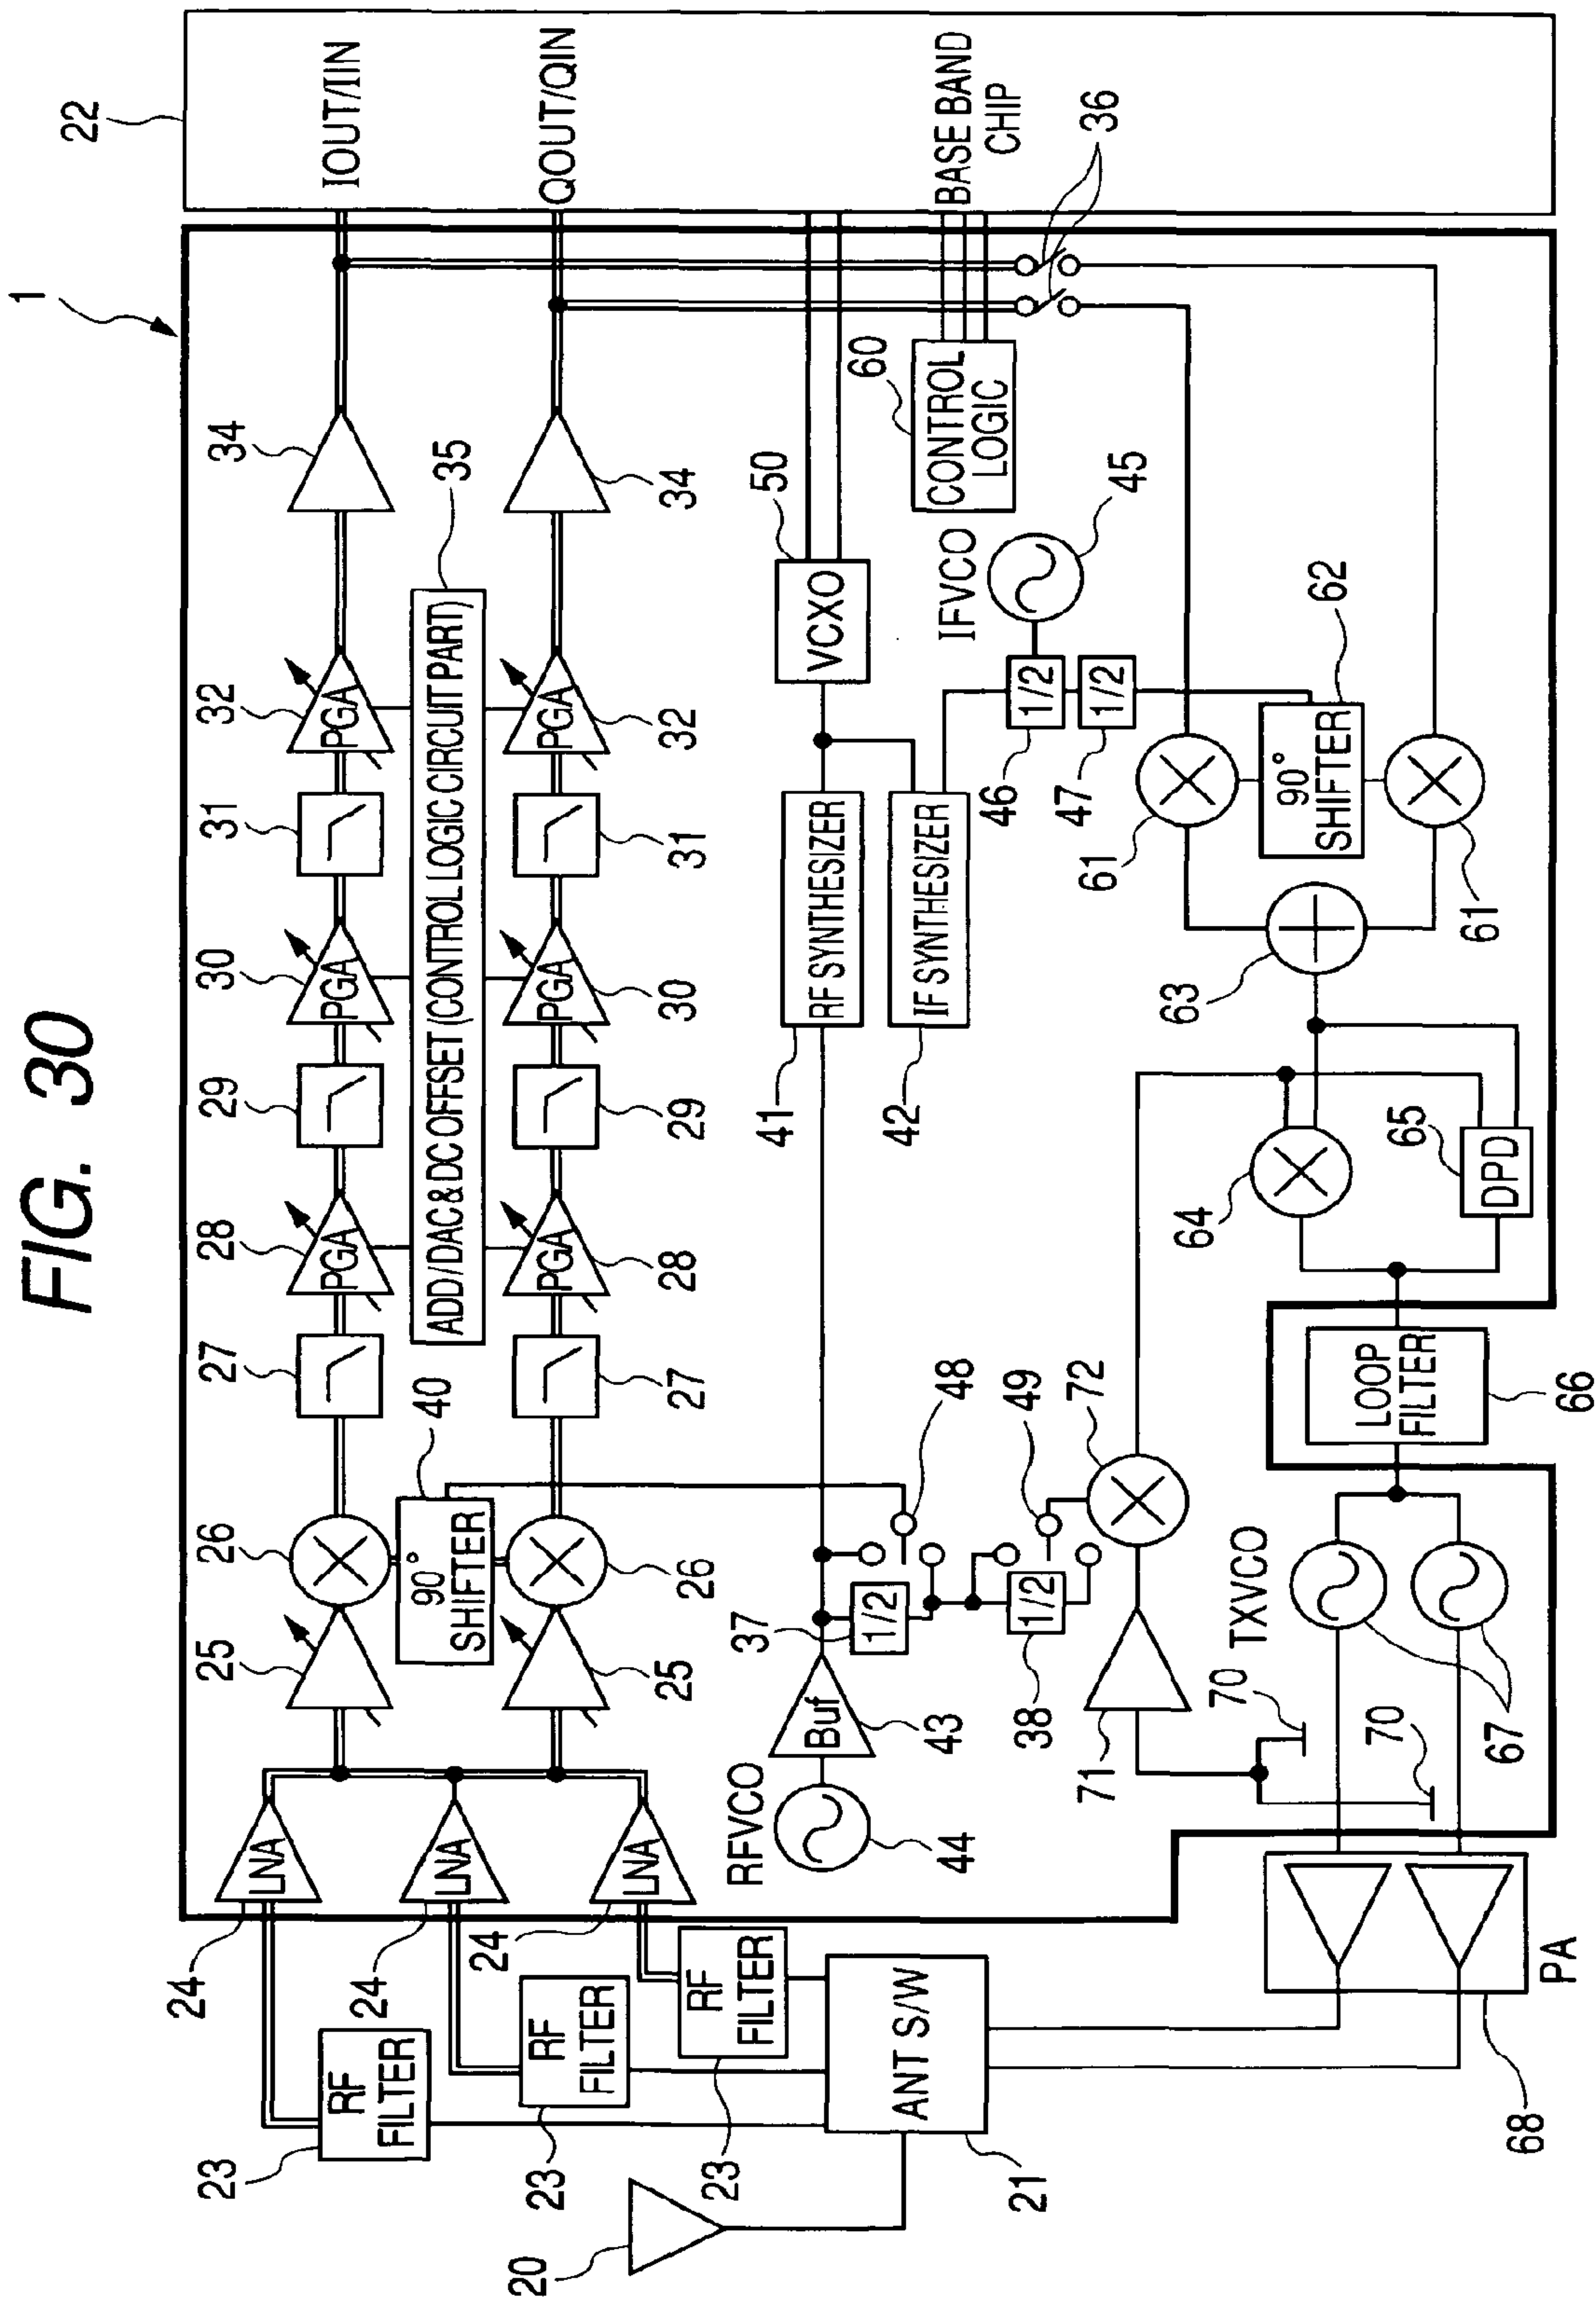 FIG. 30
1
22
IOUT/IIN
QOUT/QIN
BASE BAND
CHIP
36
34
34
35
ADD/DAC & DC OFFSET (CONTROL LOGIC CIRCUIT PART)
32
PGA
PGA
32
31
31
30
PGA
PGA
30
29
29
28
PGA
PGA
28
27
27
40
90°
SHIFTER
26
26
25
25
24
LNA
24
LNA
24
LNA
23
RF
FILTER
23
RF
FILTER
23
RF
FILTER
20
ANT S/W
21
50
VCXO
60
CONTROL
LOGIC
IFVCO
45
1/2
46
1/2
47
RF SYNTHESIZER
41
IF SYNTHESIZER
42
RFVCO
44
Buf
43
37
1/2
48
1/2
38
49
72
71
70
70
61
90°
SHIFTER
62
61
63
64
65
DPD
LOOP
FILTER
66
TXVCO
67
PA
68